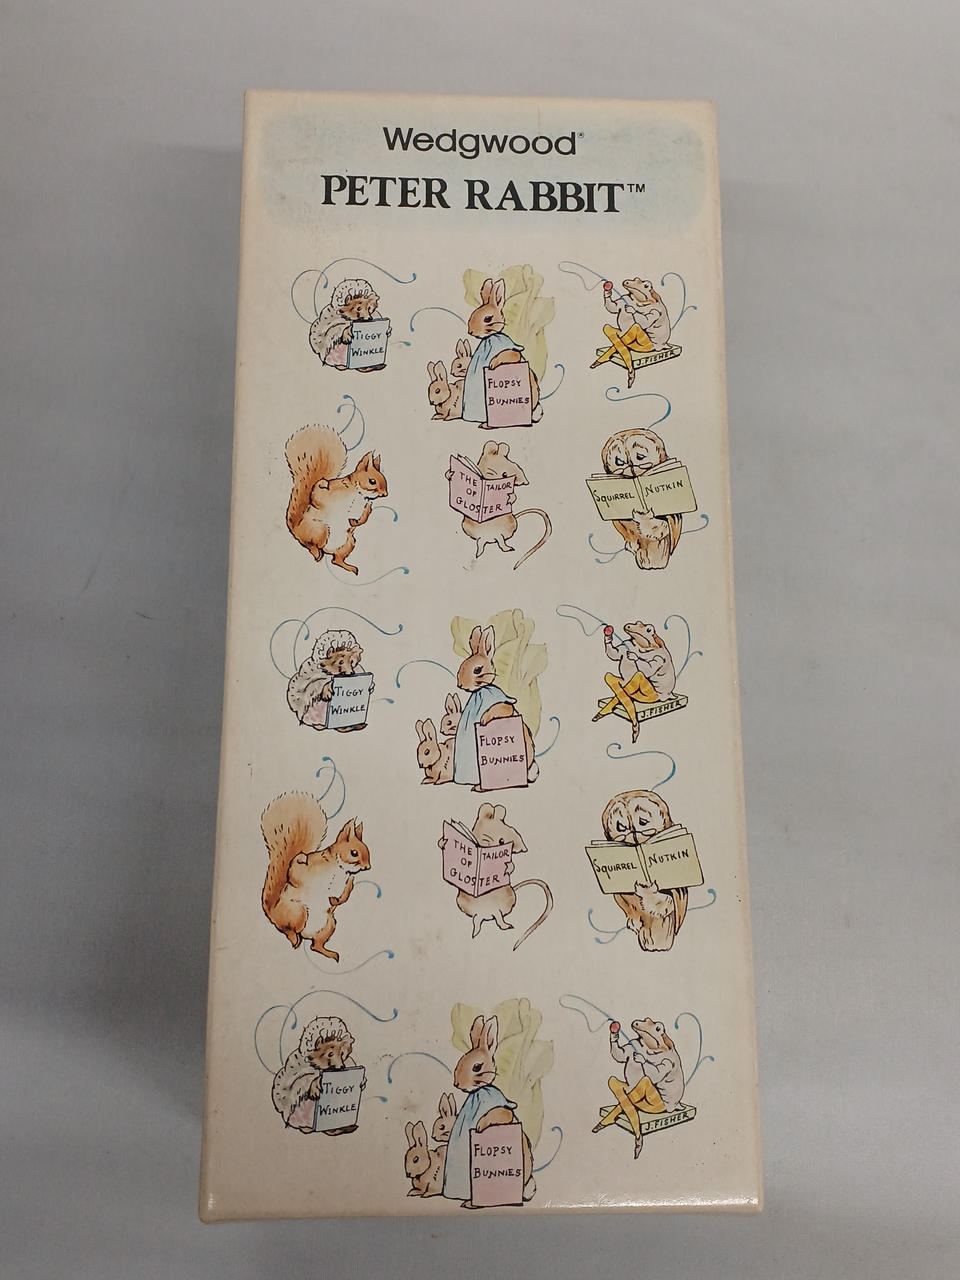 Wedgwood®
PETER RABBIT™
TIGGY
WINKLE
FLOPSY
BUNNIES
J. FISHER
THE TAILOR
OF
GLOSTER
SQUIRREL NUTKIN
TIGGY
WINKLE
FLOPSY
BUNNIES
J. FISHER
THE TAILOR
OF
GLOSTER
SQUIRREL NUTKIN
TIGGY
WINKLE
FLOPSY
BUNNIES
J. FISHER